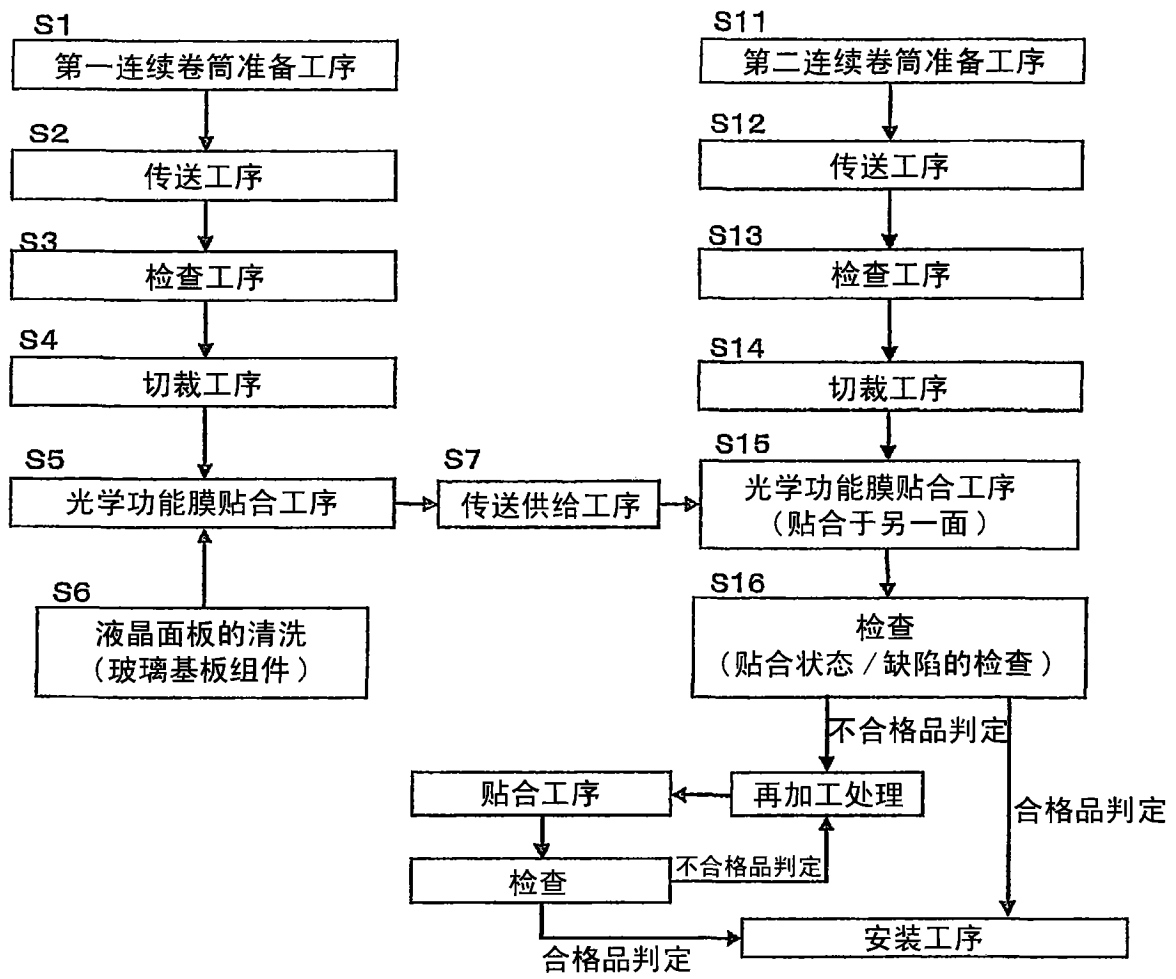 S1
第一连续卷筒准备工序
S2
传送工序
S3
检查工序
S4
切裁工序
S5
光学功能膜贴合工序
S6
液晶面板的清洗
(玻璃基板组件)
S7
传送供给工序
S11
第二连续卷筒准备工序
S12
传送工序
S13
检查工序
S14
切裁工序
S15
光学功能膜贴合工序
(贴合于另一面)
S16
检查
(贴合状态/缺陷的检查)
不合格品判定
合格品判定
再加工处理
贴合工序
检查
不合格品判定
合格品判定
安装工序